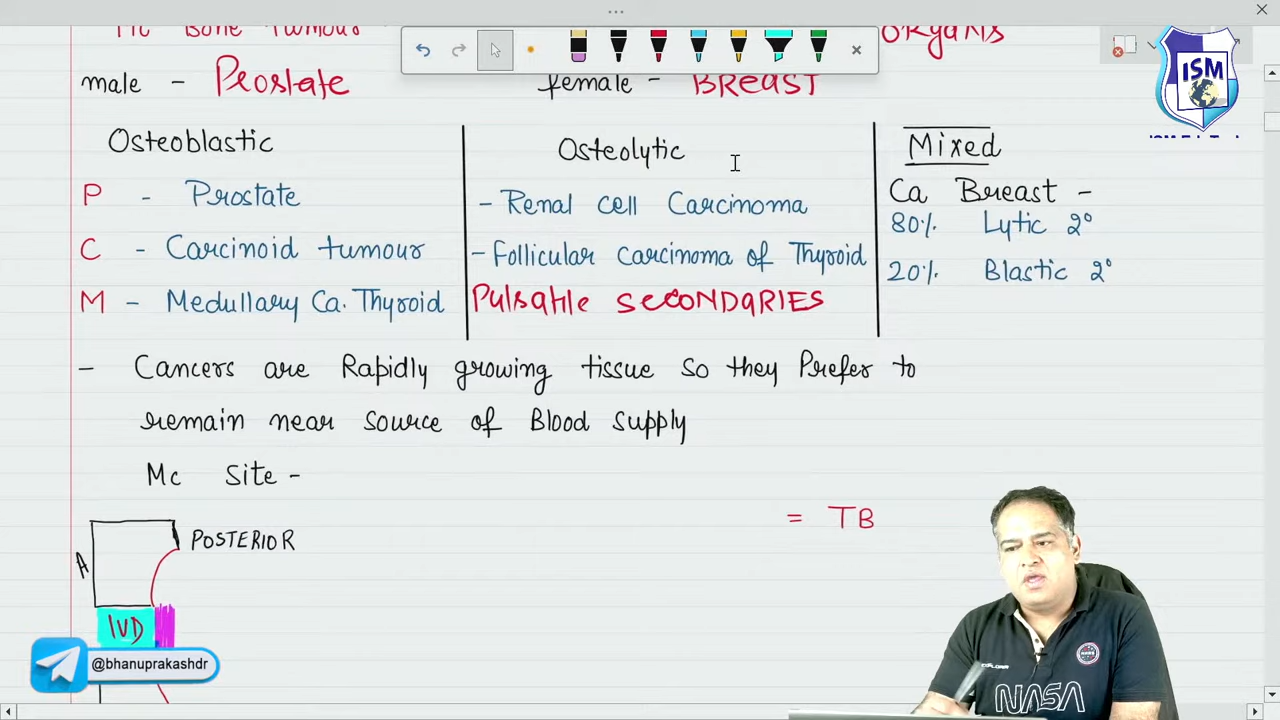 Mc Bone Tumour
ORGANS
male - Prostate
female - BREAST
ISM
Osteoblastic
Osteolytic
Mixed
P - Prostate
C - Carcinoid tumour
M - Medullary Ca. Thyroid
- Renal cell Carcinoma
- Follicular carcinoma of Thyroid
Pulsatile SECONDARIES
Ca Breast -
80% Lytic 2°
20% Blastic 2°
- Cancers are Rapidly growing tissue so they Prefer to
remain near source of Blood supply
Mc Site -
= TB
A
POSTERIOR
IVD
@bhanuprakashdr
NASA